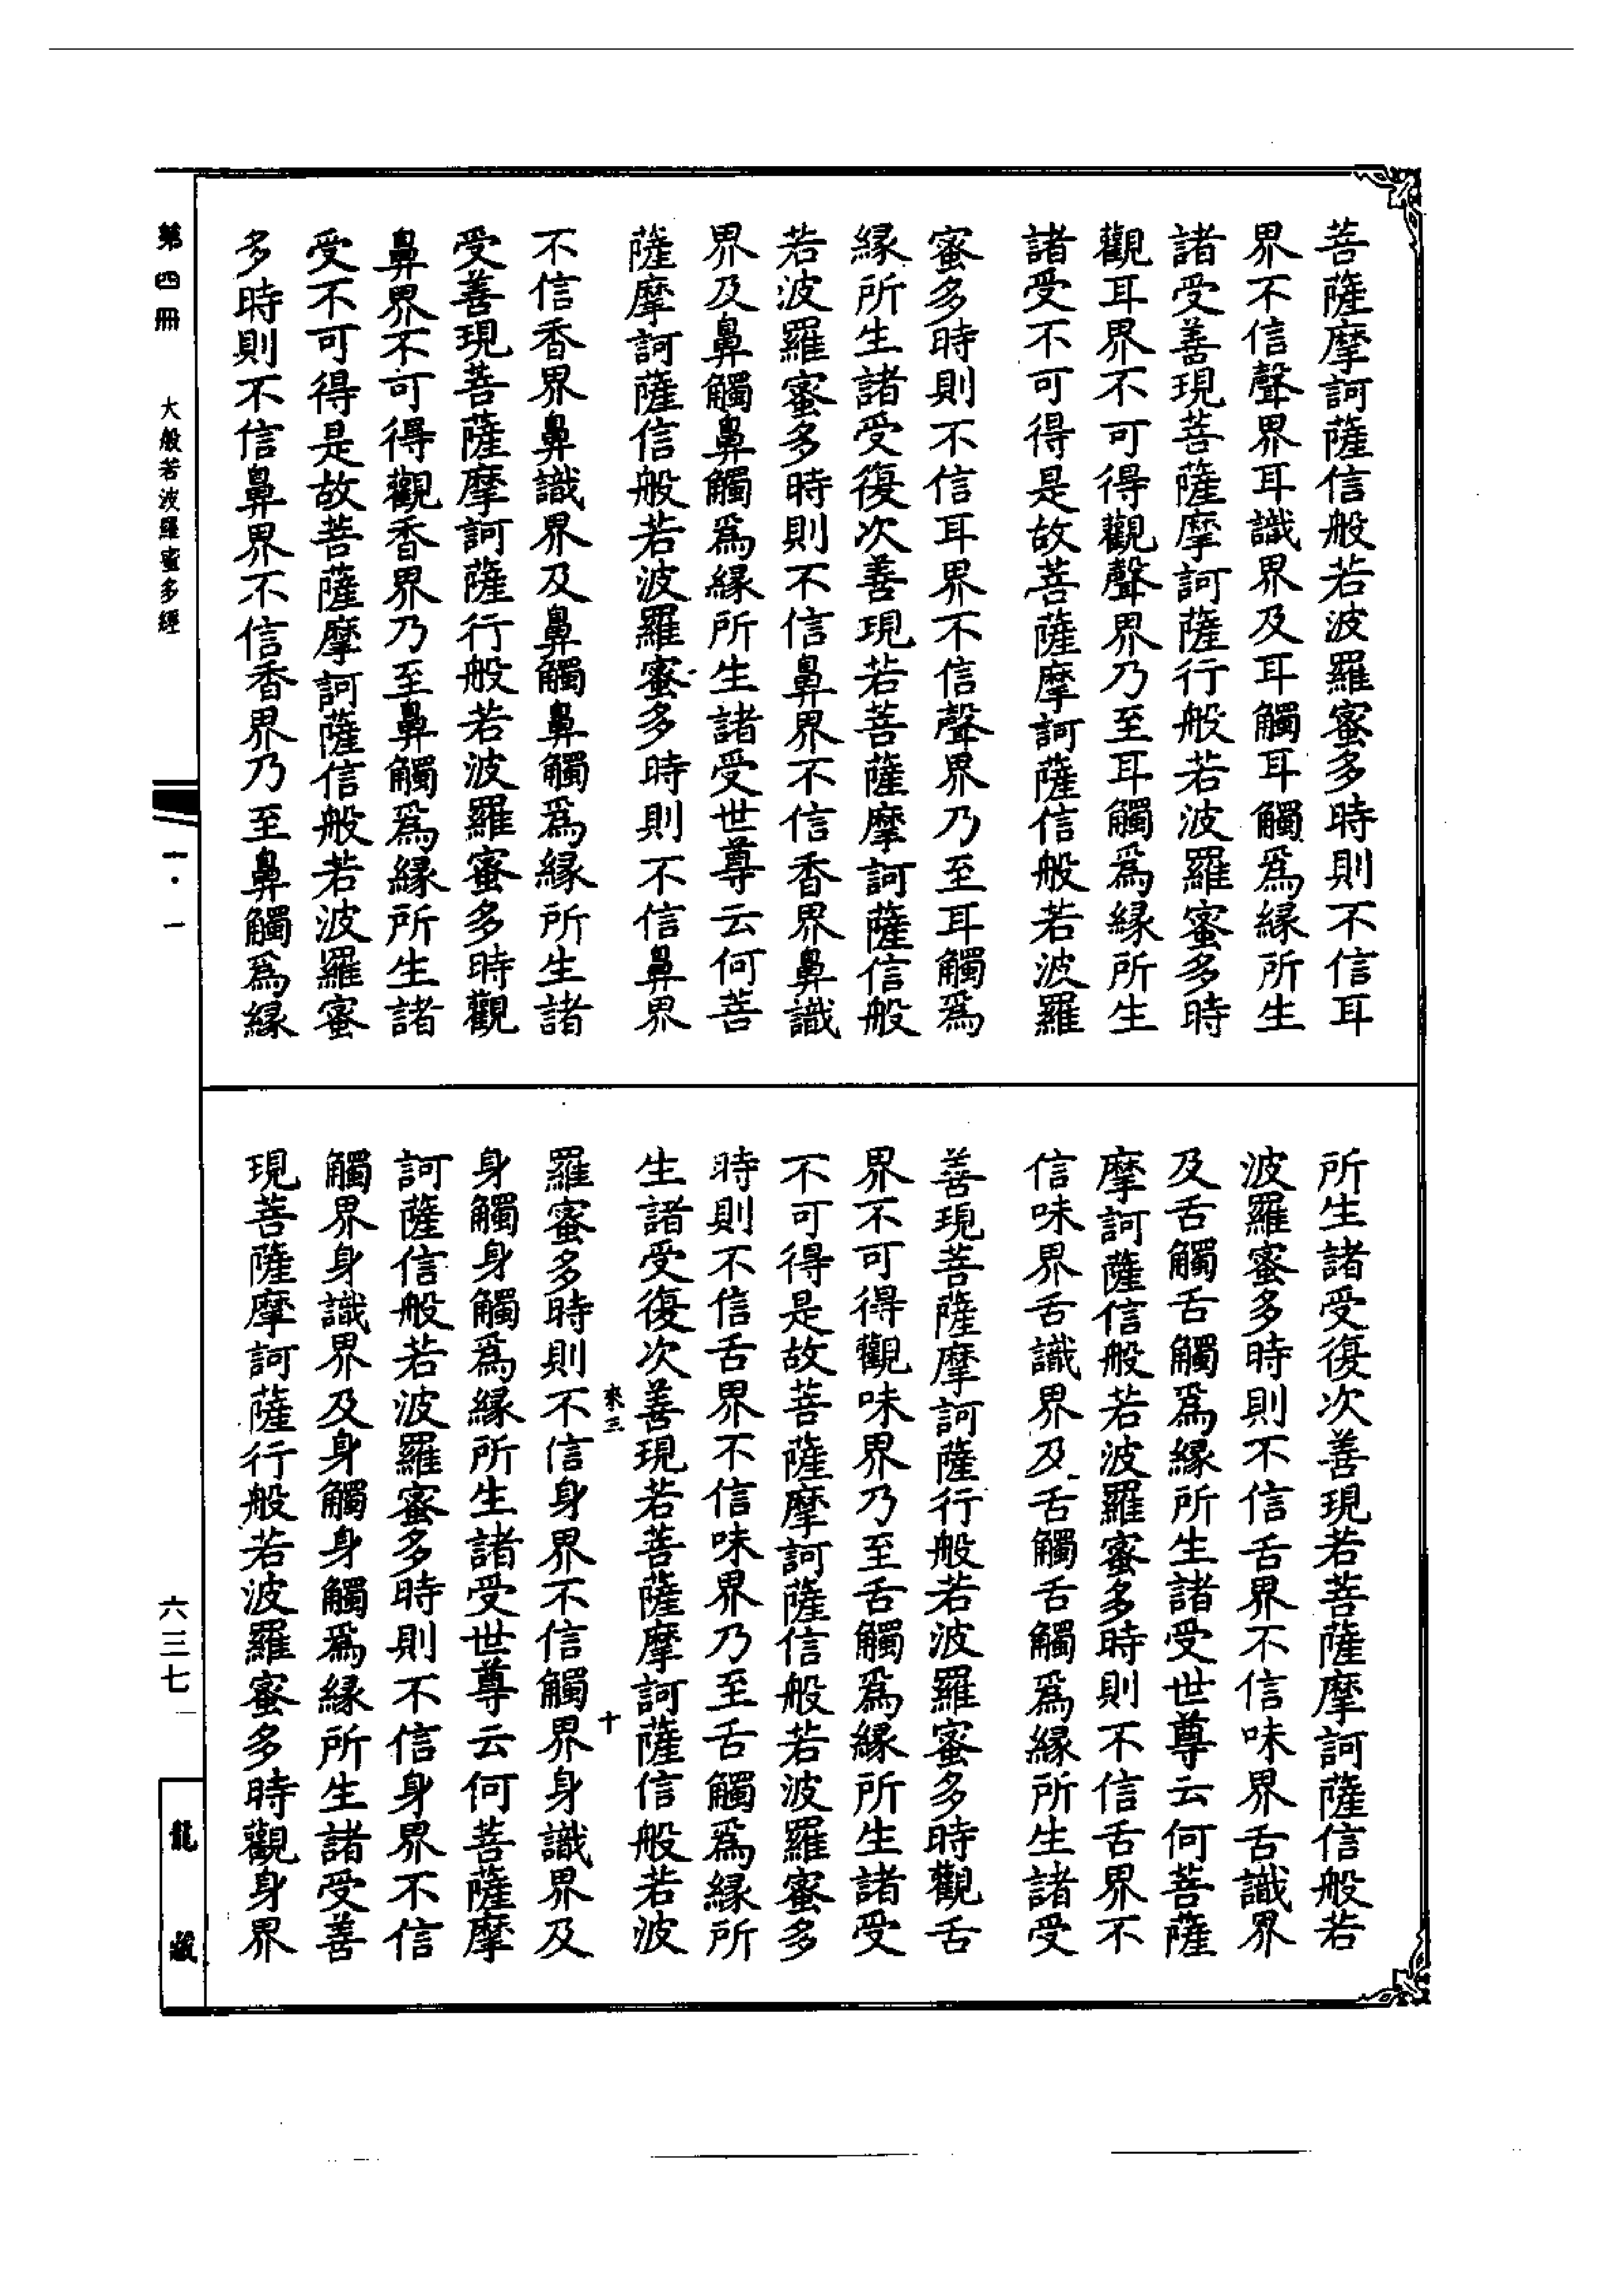 菩薩摩訶薩信般若波羅蜜多時則不信耳
界不信聲界耳識界及耳觸耳觸爲緣所生
諸受善現菩薩摩訶薩行般若波羅蜜多時
觀耳界不可得觀聲界乃至耳觸爲緣所生
諸受不可得是故菩薩摩訶薩信般若波羅
蜜多時則不信耳界不信聲界乃至耳觸爲
緣所生諸受復次善現若菩薩摩訶薩信般
若波羅蜜多時則不信鼻界不信香界鼻識
界及鼻觸鼻觸爲緣所生諸受世尊云何菩
薩摩訶薩信般若波羅蜜多時則不信鼻界
不信香界鼻識界及鼻觸鼻觸爲緣所生諸
受善現菩薩摩訶薩行般若波羅蜜多時觀
鼻界不可得觀香界乃至鼻觸爲緣所生諸
受不可得是故菩薩摩訶薩信般若波羅蜜
多時則不信鼻界不信香界乃至鼻觸爲緣
所生諸受復次善現若菩薩摩訶薩信般若
波羅蜜多時則不信舌界不信味界舌識界
及舌觸舌觸爲緣所生諸受世尊云何菩薩
摩訶薩信般若波羅蜜多時則不信舌界不
信味界舌識界及舌觸舌觸爲緣所生諸受
善現菩薩摩訶薩行般若波羅蜜多時觀舌
界不可得觀味界乃至舌觸爲緣所生諸受
不可得是故菩薩摩訶薩信般若波羅蜜多
時則不信舌界不信味界乃至舌觸爲緣所
生諸受復次善現若菩薩摩訶薩信般若波
來三 十
羅蜜多時則不信身界不信觸界身識界及
身觸身觸爲緣所生諸受世尊云何菩薩摩
訶薩信般若波羅蜜多時則不信身界不信
觸界身識界及身觸身觸爲緣所生諸受善
現菩薩摩訶薩行般若波羅蜜多時觀身界
第四冊 大般若波羅蜜多經 一·一 六三七 龍藏